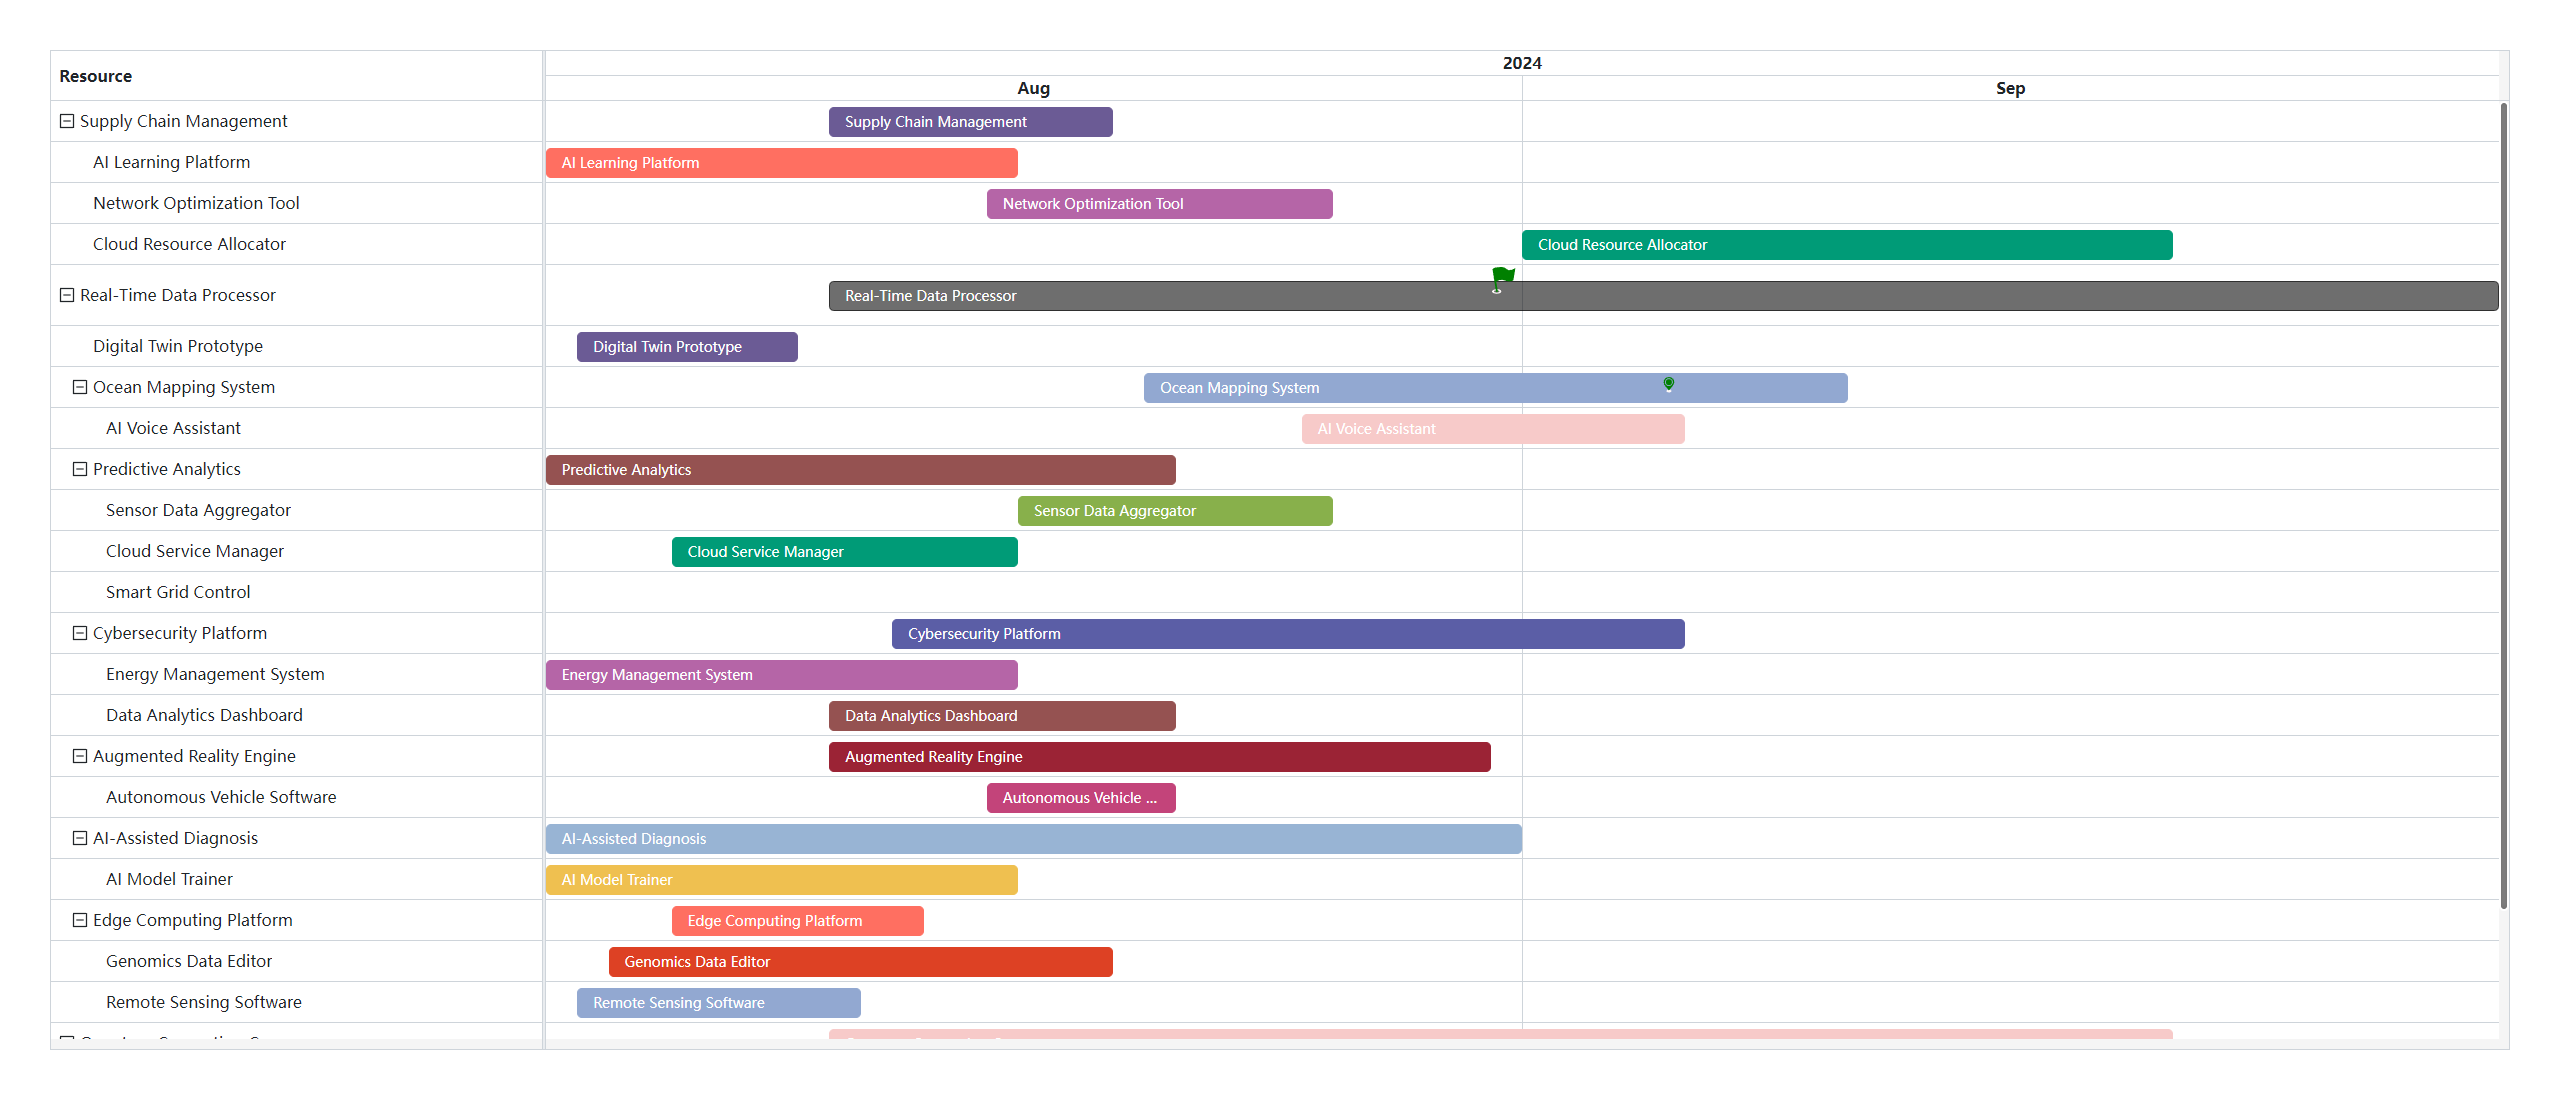 Resource
2024
Aug
Sep
Supply Chain Management
Supply Chain Management
AI Learning Platform
AI Learning Platform
Network Optimization Tool
Network Optimization Tool
Cloud Resource Allocator
Cloud Resource Allocator
Real-Time Data Processor
Real-Time Data Processor
Digital Twin Prototype
Digital Twin Prototype
Ocean Mapping System
Ocean Mapping System
AI Voice Assistant
AI Voice Assistant
Predictive Analytics
Predictive Analytics
Sensor Data Aggregator
Sensor Data Aggregator
Cloud Service Manager
Cloud Service Manager
Smart Grid Control
Cybersecurity Platform
Cybersecurity Platform
Energy Management System
Energy Management System
Data Analytics Dashboard
Data Analytics Dashboard
Augmented Reality Engine
Augmented Reality Engine
Autonomous Vehicle Software
Autonomous Vehicle ...
AI-Assisted Diagnosis
AI-Assisted Diagnosis
AI Model Trainer
AI Model Trainer
Edge Computing Platform
Edge Computing Platform
Genomics Data Editor
Genomics Data Editor
Remote Sensing Software
Remote Sensing Software